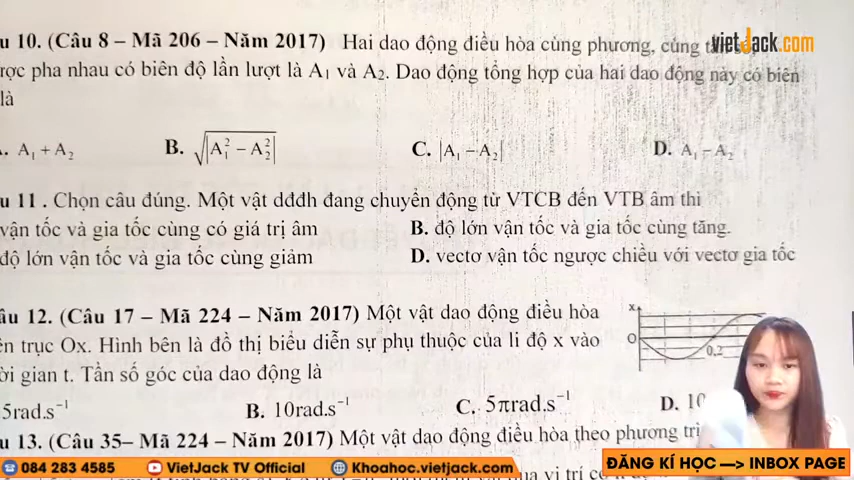 u 10. (Câu 8 – Mã 206 – Năm 2017) Hai dao động điều hòa cùng phương, cùng
vietJack.com
ược pha nhau có biên độ lần lượt là A₁ và A₂. Dao động tổng hợp của hai dao động này có biên
là
. A₁ + A₂ B. √|A₁² − A₂²| C. |A₁ − A₂| D. A₁ − A₂
u 11 . Chọn câu đúng. Một vật dđđh đang chuyển động từ VTCB đến VTB âm thì
vận tốc và gia tốc cùng có giá trị âm B. độ lớn vận tốc và gia tốc cùng tăng.
độ lớn vận tốc và gia tốc cùng giảm D. vectơ vận tốc ngược chiều với vectơ gia tốc
âu 12. (Câu 17 – Mã 224 – Năm 2017) Một vật dao động điều hòa
ên trục Ox. Hình bên là đồ thị biểu diễn sự phụ thuộc của li độ x vào
ời gian t. Tần số góc của dao động là
x
O
0,2
5rad.s⁻¹ B. 10rad.s⁻¹ C. 5πrad.s⁻¹ D. 10
u 13. (Câu 35– Mã 224 – Năm 2017) Một vật dao động điều hòa theo phương trì
084 283 4585 VietJack TV Official Khoahoc.vietjack.com
ĐĂNG KÍ HỌC —> INBOX PAGE